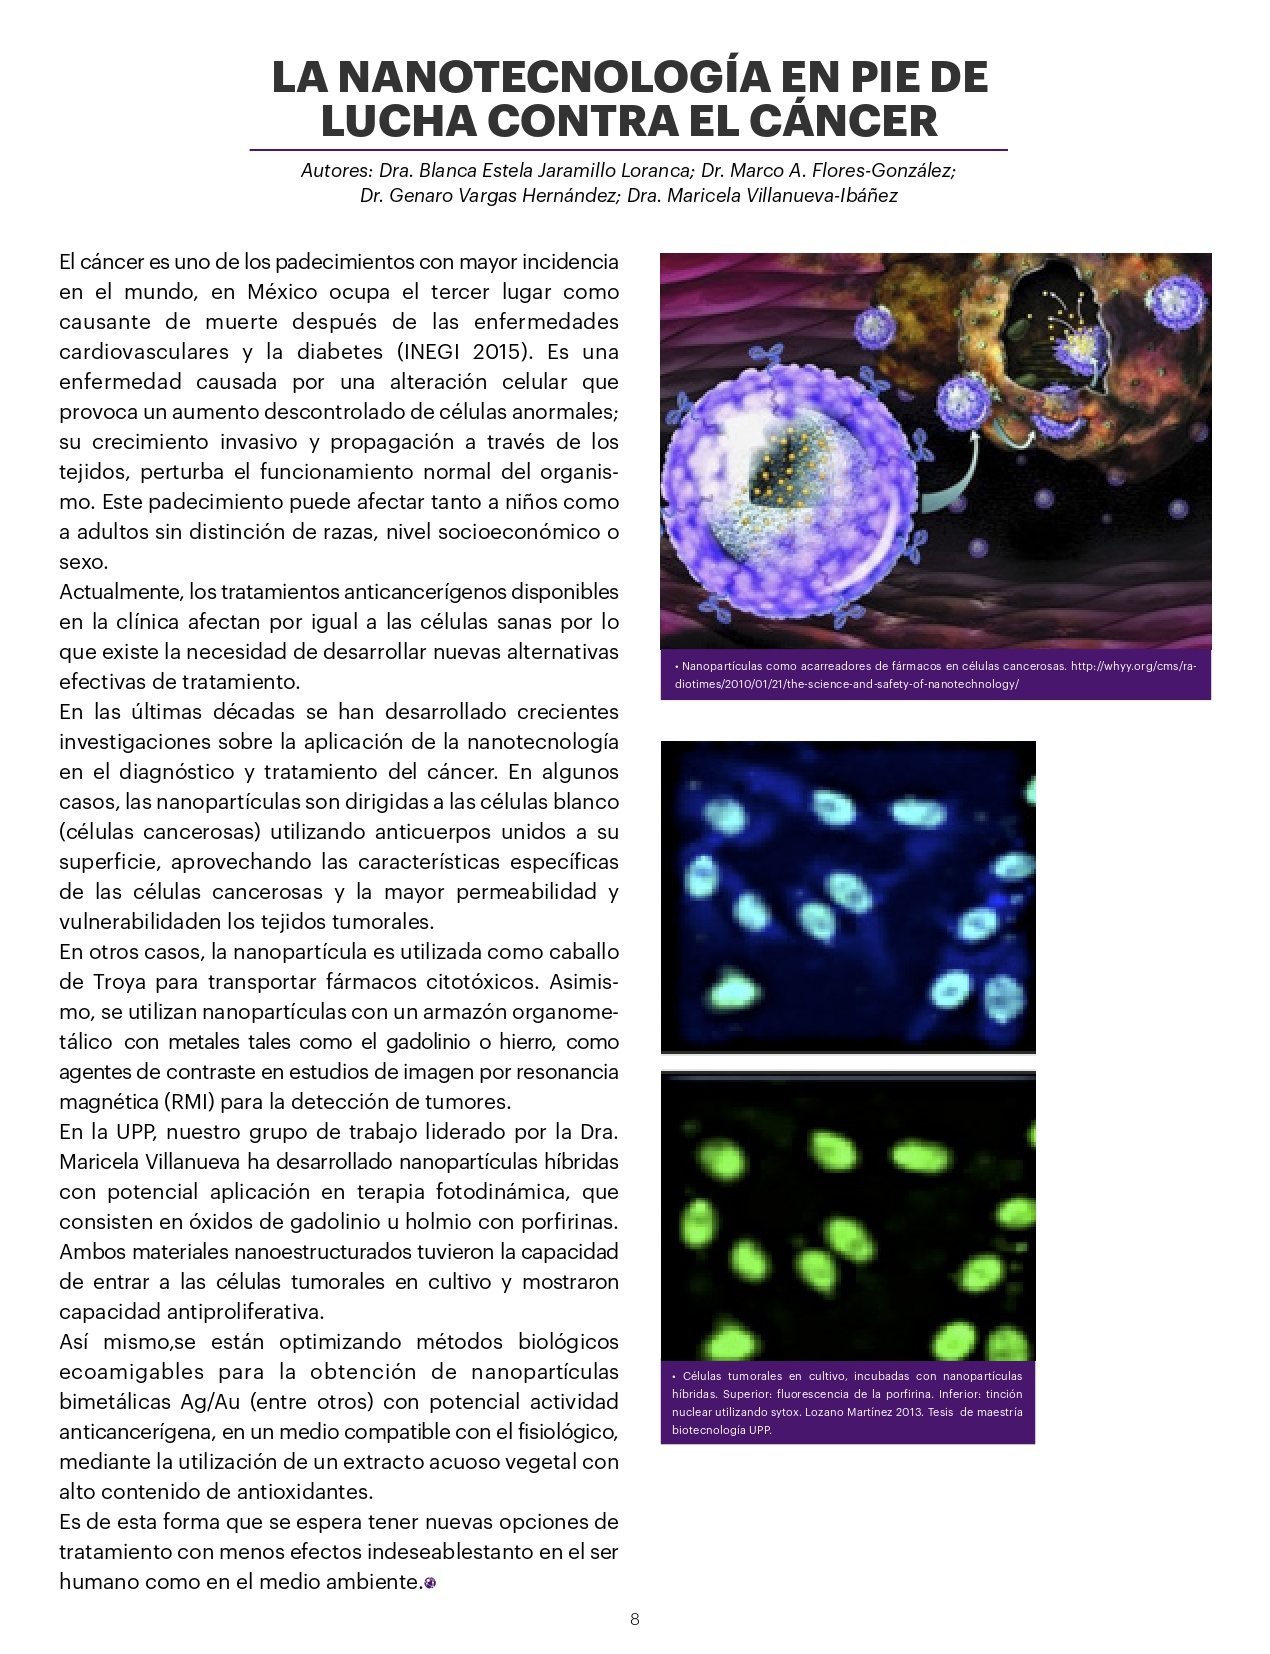 LA NANOTECNOLOGÍA EN PIE DE
LUCHA CONTRA EL CÁNCER
Autores: Dra. Blanca Estela Jaramillo Loranca; Dr. Marco A. Flores-González;
Dr. Genaro Vargas Hernández; Dra. Maricela Villanueva-Ibáñez
El cáncer es uno de los padecimientos con mayor incidencia
en el mundo, en México ocupa el tercer lugar como
causante de muerte después de las enfermedades
cardiovasculares y la diabetes (INEGI 2015). Es una
enfermedad causada por una alteración celular que
provoca un aumento descontrolado de células anormales;
su crecimiento invasivo y propagación a través de los
tejidos, perturba el funcionamiento normal del organis-
mo. Este padecimiento puede afectar tanto a niños como
a adultos sin distinción de razas, nivel socioeconómico o
sexo.
Actualmente, los tratamientos anticancerígenos disponibles
en la clínica afectan por igual a las células sanas por lo
que existe la necesidad de desarrollar nuevas alternativas
efectivas de tratamiento.
En las últimas décadas se han desarrollado crecientes
investigaciones sobre la aplicación de la nanotecnología
en el diagnóstico y tratamiento del cáncer. En algunos
casos, las nanopartículas son dirigidas a las células blanco
(células cancerosas) utilizando anticuerpos unidos a su
superficie, aprovechando las características específicas
de las células cancerosas y la mayor permeabilidad y
vulnerabilidaden los tejidos tumorales.
En otros casos, la nanopartícula es utilizada como caballo
de Troya para transportar fármacos citotóxicos. Asimis-
mo, se utilizan nanopartículas con un armazón organome-
tálico con metales tales como el gadolinio o hierro, como
agentes de contraste en estudios de imagen por resonancia
magnética (RMI) para la detección de tumores.
En la UPP, nuestro grupo de trabajo liderado por la Dra.
Maricela Villanueva ha desarrollado nanopartículas híbridas
con potencial aplicación en terapia fotodinámica, que
consisten en óxidos de gadolinio u holmio con porfirinas.
Ambos materiales nanoestructurados tuvieron la capacidad
de entrar a las células tumorales en cultivo y mostraron
capacidad antiproliferativa.
Así mismo,se están optimizando métodos biológicos
ecoamigables para la obtención de nanopartículas
bimetálicas Ag/Au (entre otros) con potencial actividad
anticancerígena, en un medio compatible con el fisiológico,
mediante la utilización de un extracto acuoso vegetal con
alto contenido de antioxidantes.
Es de esta forma que se espera tener nuevas opciones de
tratamiento con menos efectos indeseablestanto en el ser
humano como en el medio ambiente.
• Nanopartículas como acarreadores de fármacos en células cancerosas. http://whyy.org/cms/ra-
diotimes/2010/01/21/the-science-and-safety-of-nanotechnology/
• Células tumorales en cultivo, incubadas con nanopartículas
híbridas. Superior: fluorescencia de la porfirina. Inferior: tinción
nuclear utilizando sytox. Lozano Martínez 2013. Tesis de maestría
biotecnología UPP.
8